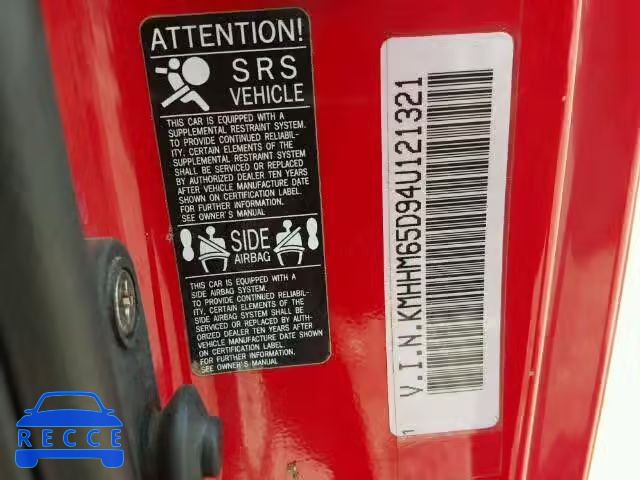 ATTENTION!
SRS
VEHICLE
THIS CAR IS EQUIPPED WITH A
SUPPLEMENTAL RESTRAINT SYSTEM.
TO PROVIDE CONTINUED RELIABIL-
ITY, CERTAIN ELEMENTS OF THE
SUPPLEMENTAL RESTRAINT SYSTEM
SHALL BE SERVICED OR REPLACED
BY AUTHORIZED DEALER TEN YEARS
AFTER VEHICLE MANUFACTURE DATE
SHOWN ON CERTIFICATION LABEL.
FOR FURTHER INFORMATION,
SEE OWNER'S MANUAL
SIDE
AIRBAG
THIS CAR IS EQUIPPED WITH A
SIDE AIRBAG SYSTEM.
TO PROVIDE CONTINUED RELIABIL-
ITY, CERTAIN ELEMENTS OF THE
SIDE AIRBAG SYSTEM SHALL BE
SERVICED OR REPLACED BY AUTH-
ORIZED DEALER TEN YEARS AFTER
VEHICLE MANUFACTURE DATE SHOWN
ON CERTIFICATION LABEL.
FOR FURTHER INFORMATION,
SEE OWNER'S MANUAL
V.I.N.KMHHM65D94U121321
1
RECCE